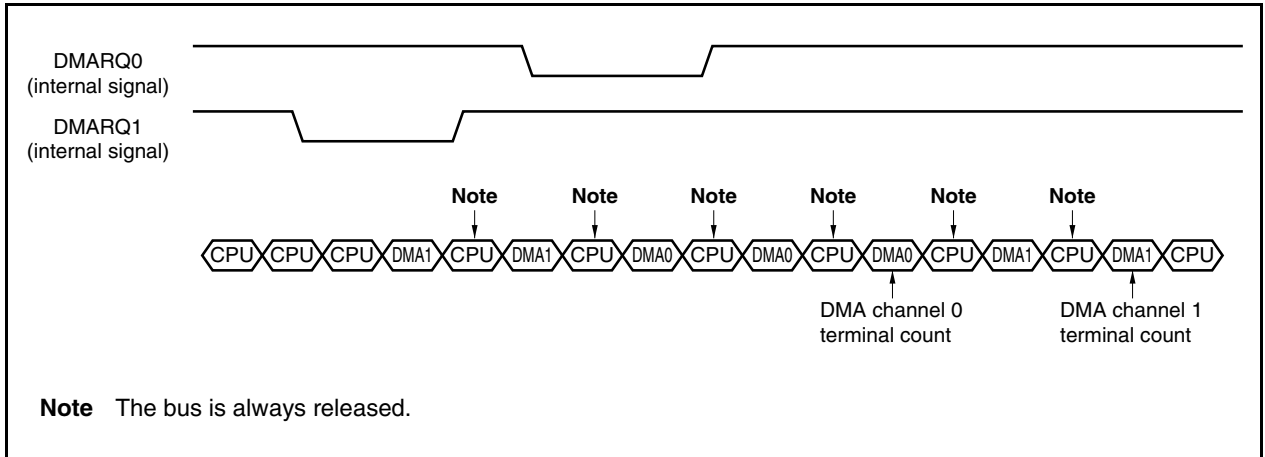 DMARQ0
(internal signal)
DMARQ1
(internal signal)
Note Note Note Note Note Note
CPU CPU CPU DMA1 CPU DMA1 CPU DMA0 CPU DMA0 CPU DMA0 CPU DMA1 CPU DMA1 CPU
DMA channel 0
terminal count
DMA channel 1
terminal count
Note The bus is always released.